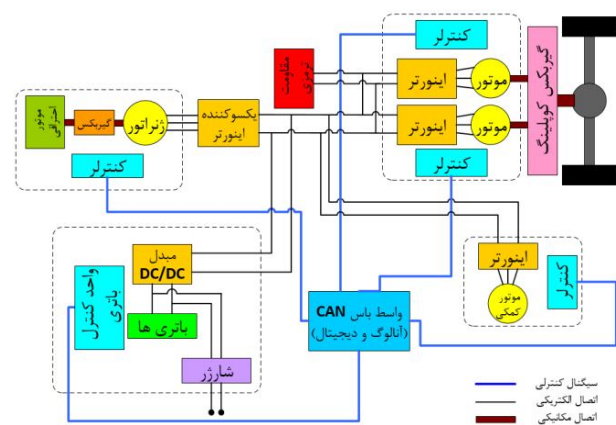 کنترلر
مقاومت
ترمزی
اینورتر
موتور
گیربکس کوپلینگ
موتور
احتراقی
گیربکس
ژنراتور
یکسوکننده
اینورتر
اینورتر
موتور
کنترلر
کنترلر
مبدل
DC/DC
واحد کنترل
باتری
باتری ها
شارژر
واسط باس CAN
(آنالوگ و دیجیتال)
اینورتر
موتور
کمکی
کنترلر
سیگنال کنترلی
اتصال الکتریکی
اتصال مکانیکی